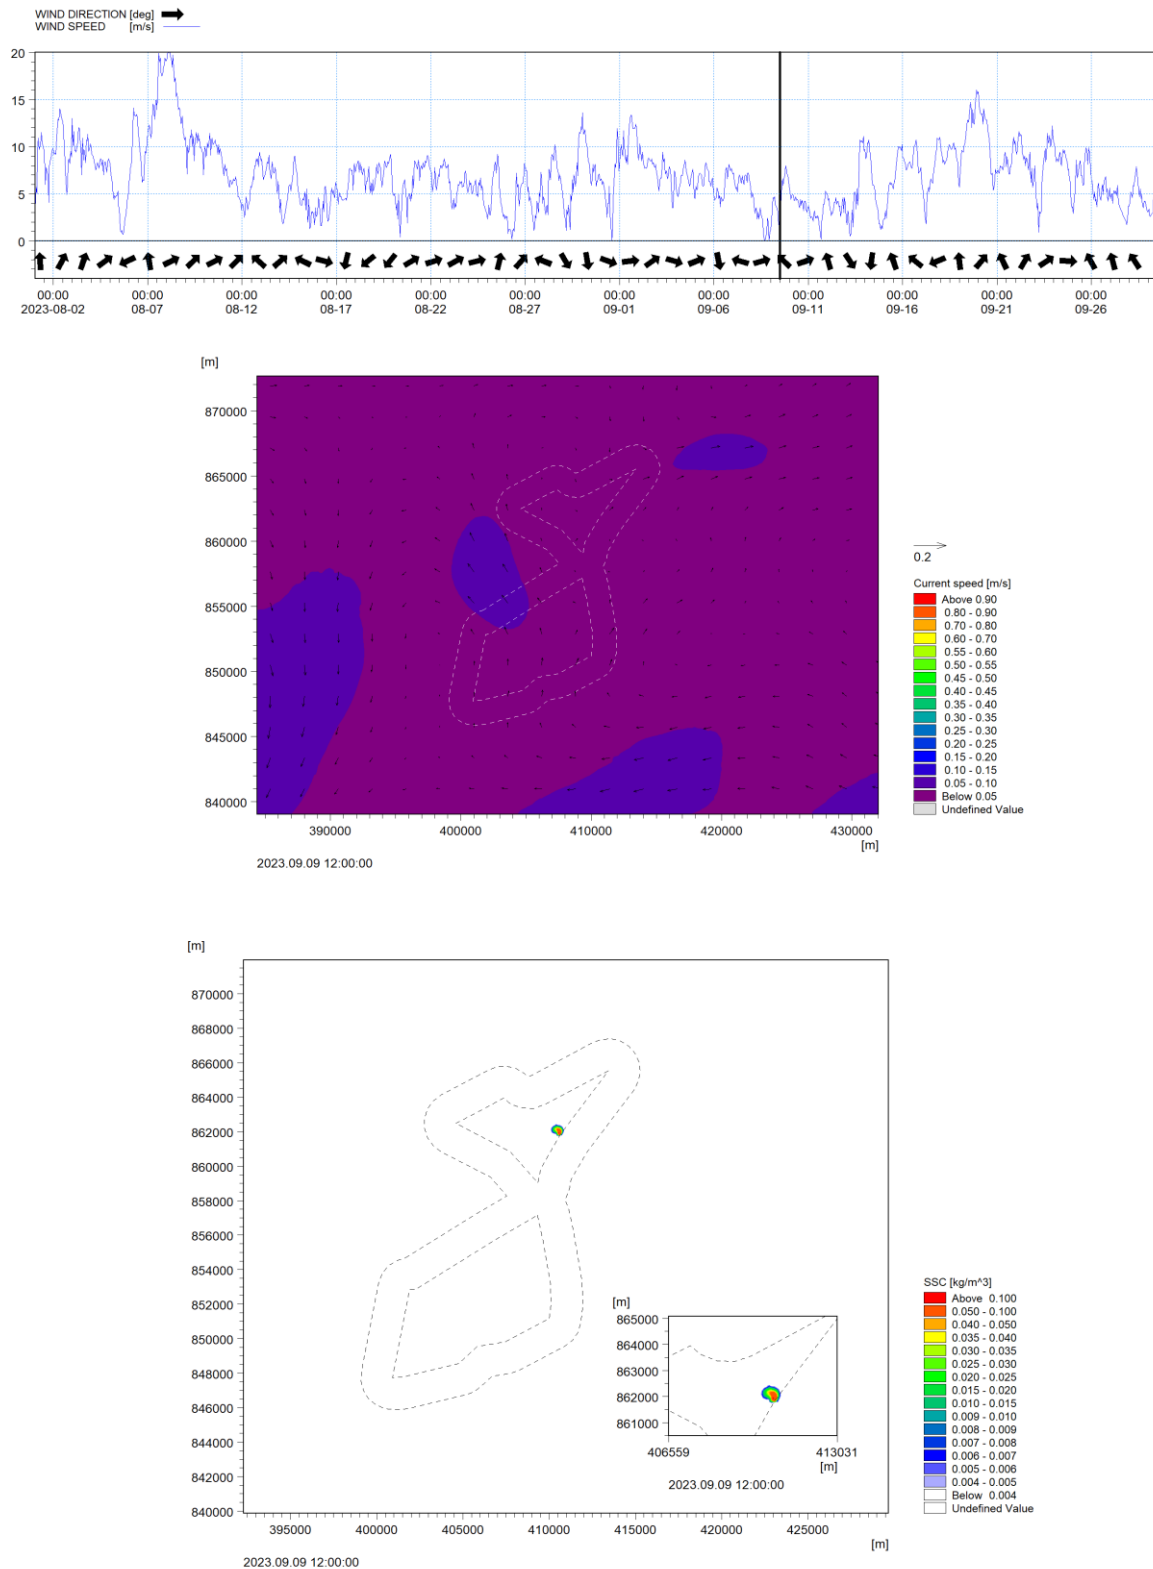 WIND DIRECTION [deg]
WIND SPEED [m/s]
20
15
10
5
0
00:00 00:00 00:00 00:00 00:00 00:00 00:00 00:00 00:00 00:00 00:00 00:00
2023-08-02 08-07 08-12 08-17 08-22 08-27 09-01 09-06 09-11 09-16 09-21 09-26
[m]
870000
865000
860000
855000
850000
845000
840000
390000 400000 410000 420000 430000
[m]
2023.09.09 12:00:00
0.2
Current speed [m/s]
Above 0.90
0.80 - 0.90
0.70 - 0.80
0.60 - 0.70
0.55 - 0.60
0.50 - 0.55
0.45 - 0.50
0.40 - 0.45
0.35 - 0.40
0.30 - 0.35
0.25 - 0.30
0.20 - 0.25
0.15 - 0.20
0.10 - 0.15
0.05 - 0.10
Below 0.05
Undefined Value
[m]
870000
868000
866000
864000
862000
860000
858000
856000
854000
852000
850000
848000
846000
844000
842000
840000
395000 400000 405000 410000 415000 420000 425000
[m]
2023.09.09 12:00:00
[m]
865000
864000
863000
862000
861000
406559 413031
[m]
2023.09.09 12:00:00
SSC [kg/m^3]
Above 0.100
0.050 - 0.100
0.040 - 0.050
0.035 - 0.040
0.030 - 0.035
0.025 - 0.030
0.020 - 0.025
0.015 - 0.020
0.010 - 0.015
0.009 - 0.010
0.008 - 0.009
0.007 - 0.008
0.006 - 0.007
0.005 - 0.006
0.004 - 0.005
Below 0.004
Undefined Value